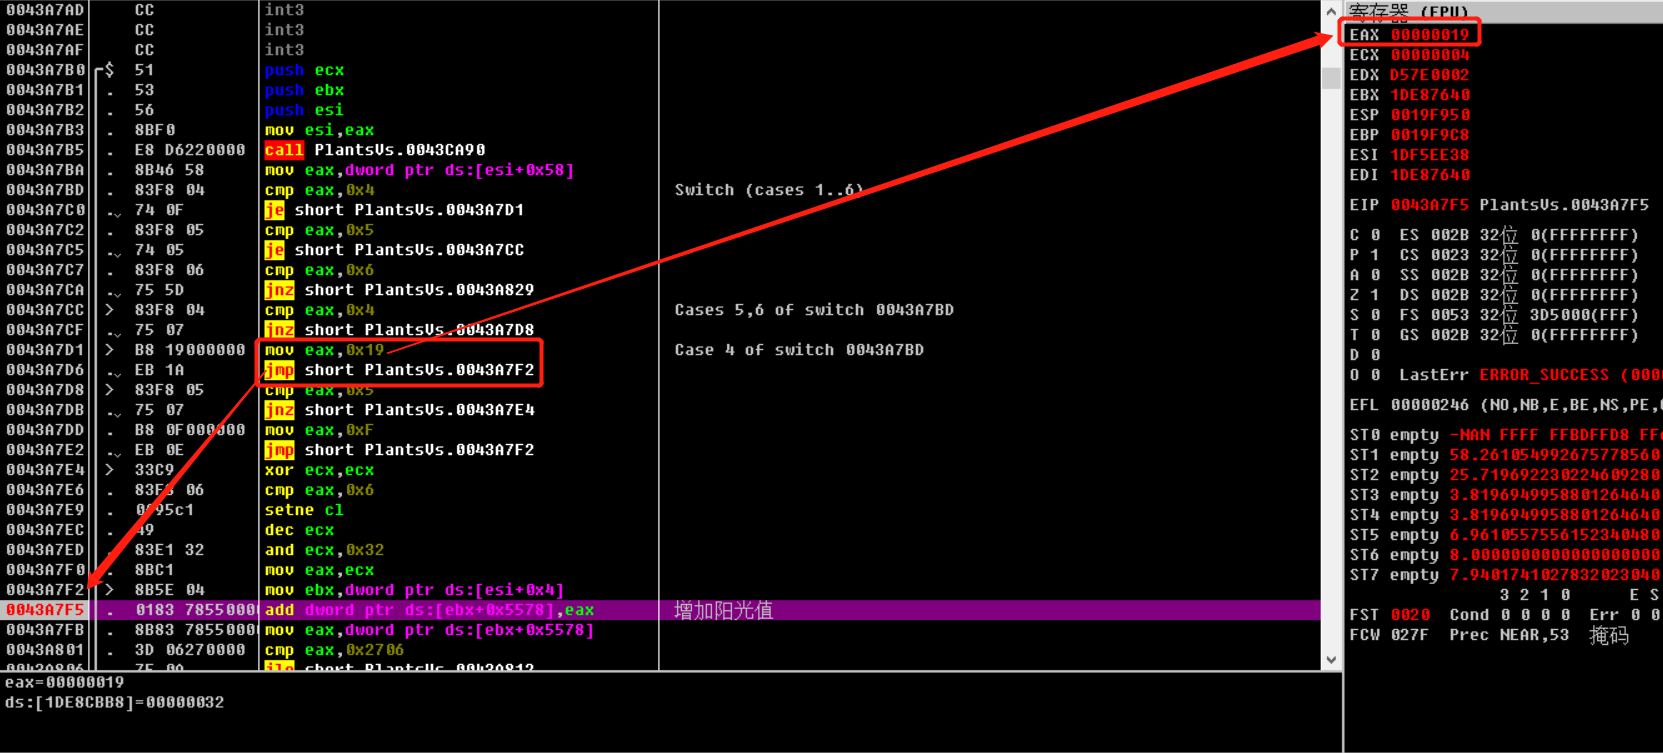 0043A7AD CC int3
0043A7AE CC int3
0043A7AF CC int3
0043A7B0 $ 51 push ecx
0043A7B1 . 53 push ebx
0043A7B2 . 56 push esi
0043A7B3 . 8BF0 mov esi,eax
0043A7B5 . E8 D6220000 call PlantsVs.0043CA90
0043A7BA . 8B46 58 mov eax,dword ptr ds:[esi+0x58]
0043A7BD . 83F8 04 cmp eax,0x4 Switch (cases 1..6)
0043A7C0 . 74 0F je short PlantsVs.0043A7D1
0043A7C2 . 83F8 05 cmp eax,0x5
0043A7C5 . 74 05 je short PlantsVs.0043A7CC
0043A7C7 . 83F8 06 cmp eax,0x6
0043A7CA . 75 5D jnz short PlantsVs.0043A829
0043A7CC > 83F8 04 cmp eax,0x4 Cases 5,6 of switch 0043A7BD
0043A7CF . 75 07 jnz short PlantsVs.0043A7D8
0043A7D1 > B8 19000000 mov eax,0x19 Case 4 of switch 0043A7BD
0043A7D6 . EB 1A jmp short PlantsVs.0043A7F2
0043A7D8 > 83F8 05 cmp eax,0x5
0043A7DB . 75 07 jnz short PlantsVs.0043A7E4
0043A7DD . B8 0F000000 mov eax,0xF
0043A7E2 . EB 0E jmp short PlantsVs.0043A7F2
0043A7E4 > 33C9 xor ecx,ecx
0043A7E6 . 83F8 06 cmp eax,0x6
0043A7E9 . 0F95c1 setne cl
0043A7EC . 49 dec ecx
0043A7ED . 83E1 32 and ecx,0x32
0043A7F0 . 8BC1 mov eax,ecx
0043A7F2 > 8B5E 04 mov ebx,dword ptr ds:[esi+0x4]
0043A7F5 . 0183 78550000 add dword ptr ds:[ebx+0x5578],eax 增加阳光值
0043A7FB . 8B83 78550000 mov eax,dword ptr ds:[ebx+0x5578]
0043A801 . 3D 06270000 cmp eax,0x2706
0043A806 . 7E 0A jle short PlantsVs.0043A812
eax=00000019
ds:[1DE8CBB8]=00000032
寄存器 (FPU)
EAX 00000019
ECX 00000004
EDX D57E0002
EBX 1DE87640
ESP 0019F950
EBP 0019F9C8
ESI 1DF5EE38
EDI 1DE87640
EIP 0043A7F5 PlantsVs.0043A7F5
C 0 ES 002B 32位 0(FFFFFFFF)
P 1 CS 0023 32位 0(FFFFFFFF)
A 0 SS 002B 32位 0(FFFFFFFF)
Z 1 DS 002B 32位 0(FFFFFFFF)
S 0 FS 0053 32位 3D5000(FFF)
T 0 GS 002B 32位 0(FFFFFFFF)
D 0
O 0 LastErr ERROR_SUCCESS (000
EFL 00000246 (NO,NB,E,BE,NS,PE,
ST0 empty -NAN FFFF FFBDFFD8 FF
ST1 empty 58.261054992675778560
ST2 empty 25.719692230224609280
ST3 empty 3.8196949958801264640
ST4 empty 3.8196949958801264640
ST5 empty 6.9610557556152340480
ST6 empty 8.0000000000000000000
ST7 empty 7.9401741027832023040
3 2 1 0 E S
FST 0020 Cond 0 0 0 0 Err 0 0
FCW 027F Prec NEAR,53 掩码